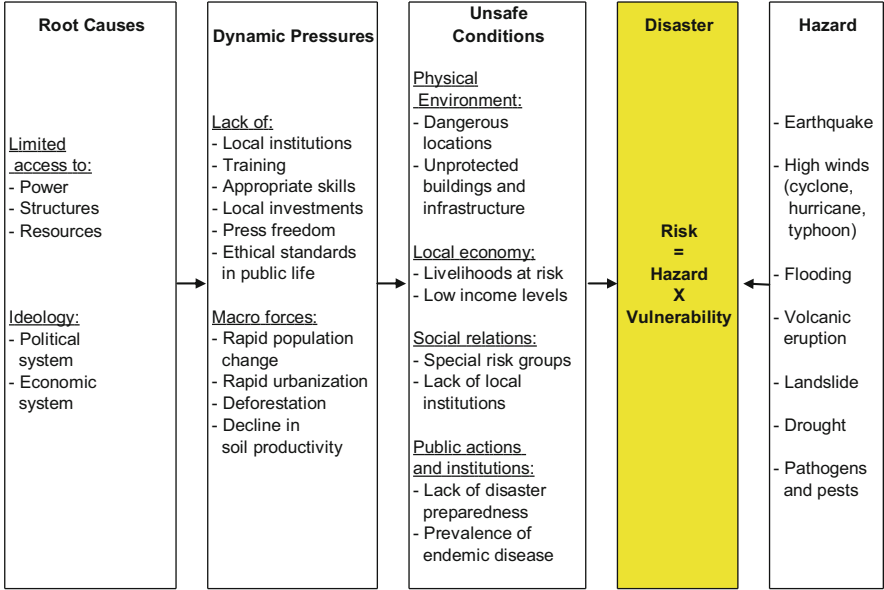 Root Causes
Limited
access to:
- Power
- Structures
- Resources
Ideology:
- Political
system
- Economic
system
Dynamic Pressures
Lack of:
- Local institutions
- Training
- Appropriate skills
- Local investments
- Press freedom
- Ethical standards
in public life
Macro forces:
- Rapid population
change
- Rapid urbanization
- Deforestation
- Decline in
soil productivity
Unsafe
Conditions
Physical
Environment:
- Dangerous
locations
- Unprotected
buildings and
infrastructure
Local economy;
- Livelihoods at risk
- Low income levels
Social relations:
- Special risk groups
- Lack of local
institutions
Public actions
and institutions:
- Lack of disaster
preparedness
- Prevalence of
endemic disease
Disaster
Risk
=
Hazard
X
Vulnerability
Hazard
- Earthquake
- High winds
(cyclone,
hurricane,
typhoon)
- Flooding
- Volcanic
eruption
- Landslide
- Drought
- Pathogens
and pests